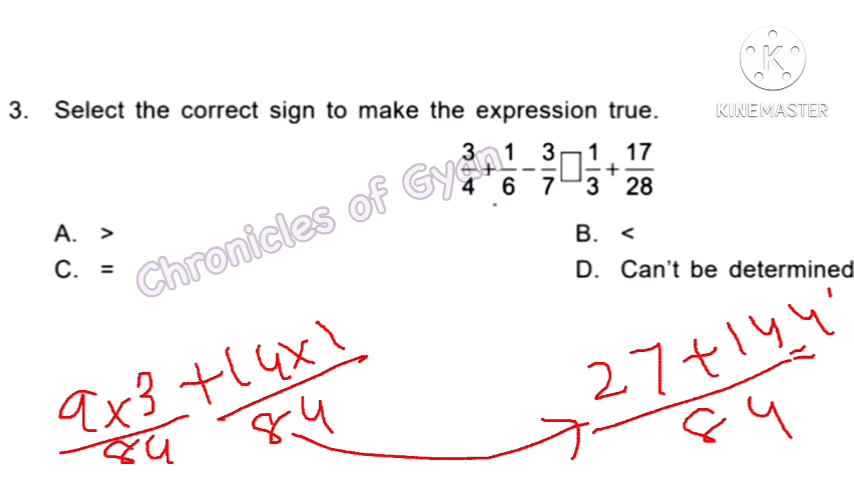 KINEMASTER
3. Select the correct sign to make the expression true.
3/4 + 1/6 − 3/7 □ 1/3 + 17/28
A. >
B. <
C. =
D. Can't be determined
Chronicles of Gyan
9x3/84 + 14x1/84 → 27+144'/84